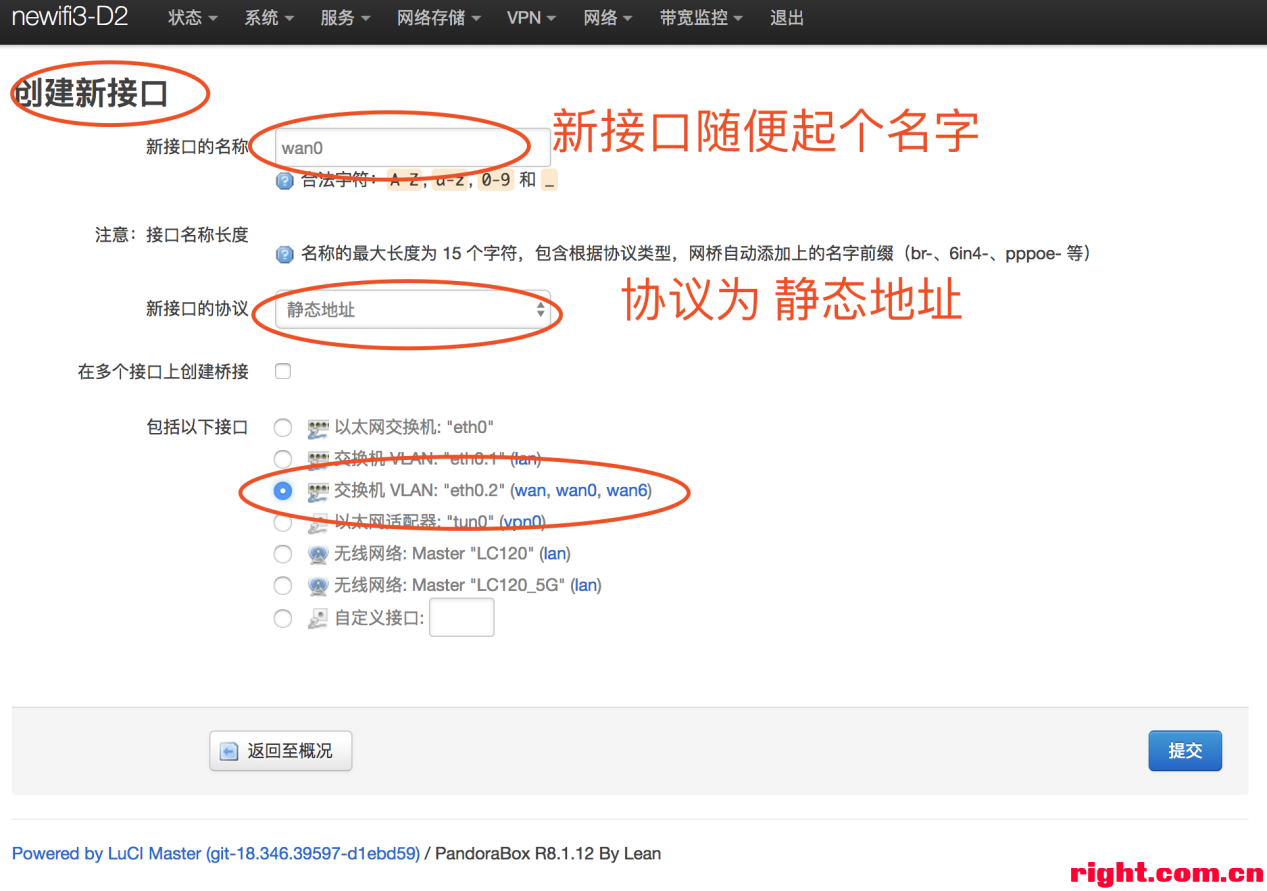 newifi3-D2 状态 系统 服务 网络存储 VPN 网络 带宽监控 退出
创建新接口
新接口的名称 wan0 新接口随便起个名字
合法字符： A-Z, a-z, 0-9 和 _
注意：接口名称长度
名称的最大长度为 15 个字符，包含根据协议类型，网桥自动添加上的名字前缀（br-、6in4-、pppoe- 等）
新接口的协议 静态地址 协议为 静态地址
在多个接口上创建桥接
包括以下接口 以太网交换机: "eth0"
交换机 VLAN: "eth0.1" (lan)
交换机 VLAN: "eth0.2" (wan, wan0, wan6)
以太网适配器: "tun0" (vpn0)
无线网络: Master "LC120" (lan)
无线网络: Master "LC120_5G" (lan)
自定义接口:
返回至概况 提交
Powered by LuCI Master (git-18.346.39597-d1ebd59) / PandoraBox R8.1.12 By Lean
right.com.cn